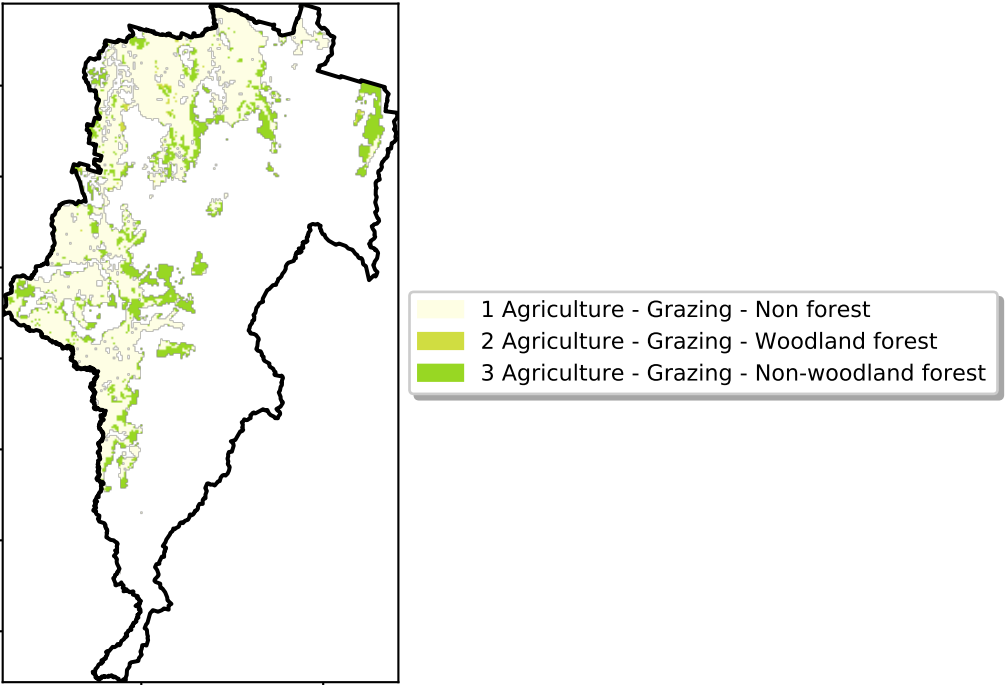 1 Agriculture - Grazing - Non forest
2 Agriculture - Grazing - Woodland forest
3 Agriculture - Grazing - Non-woodland forest